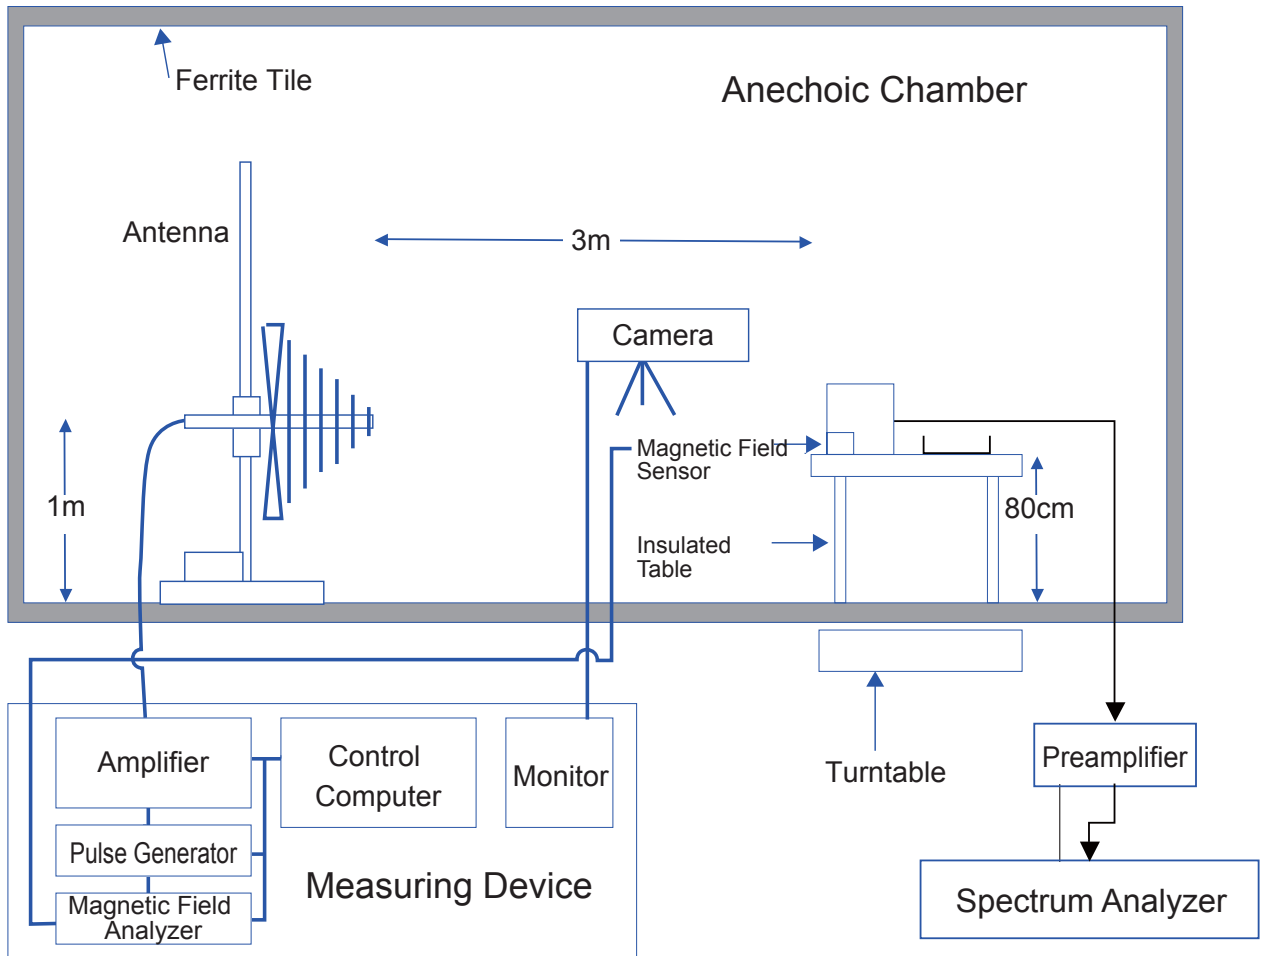 Ferrite Tile
Anechoic Chamber
Antenna
3m
Camera
Magnetic Field
Sensor
1m
80cm
Insulated
Table
Amplifier
Control
Computer
Monitor
Turntable
Preamplifier
Pulse Generator
Measuring Device
Magnetic Field
Analyzer
Spectrum Analyzer